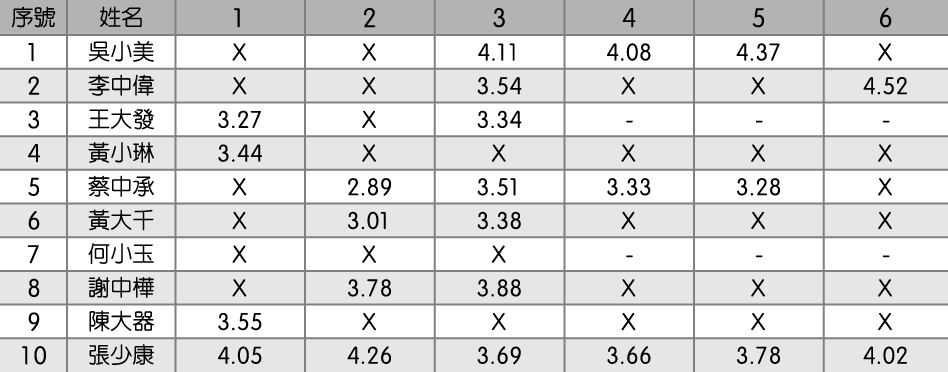 序號 姓名 1 2 3 4 5 6
1 吳小美 X X 4.11 4.08 4.37 X
2 李中偉 X X 3.54 X X 4.52
3 王大發 3.27 X 3.34 - - -
4 黃小琳 3.44 X X X X X
5 蔡中承 X 2.89 3.51 3.33 3.28 X
6 黃大千 X 3.01 3.38 X X X
7 何小玉 X X X - - -
8 謝中樺 X 3.78 3.88 X X X
9 陳大器 3.55 X X X X X
10 張少康 4.05 4.26 3.69 3.66 3.78 4.02